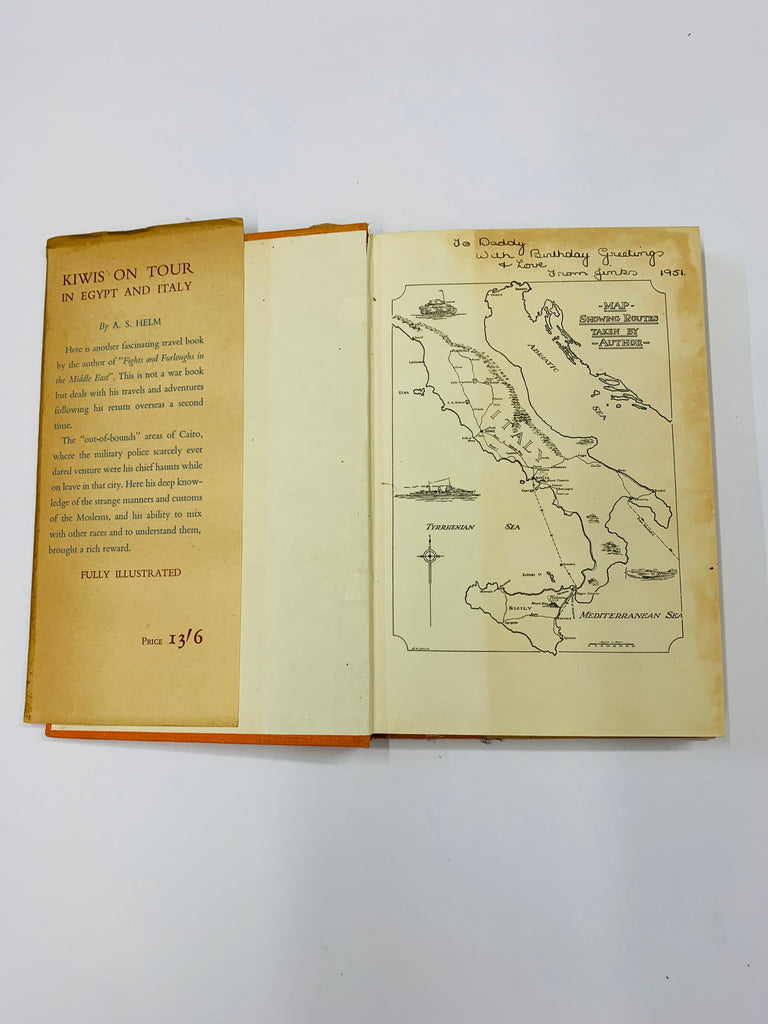 KIWIS ON TOUR
IN EGYPT AND ITALY
By A. S. HELM
Here is another fascinating travel book
by the author of "Fights and Furloughs in
the Middle East". This is not a war book
but deals with his travels and adventures
following his return overseas a second
time.
The "out-of-bounds" areas of Cairo,
where the military police scarcely ever
dared venture were his chief haunts while
on leave in that city. Here his deep know-
ledge of the strange manners and customs
of the Moslems, and his ability to mix
with other races and to understand them,
brought a rich reward.
FULLY ILLUSTRATED
PRICE 13/6
To Daddy
With Birthday Greetings
& Love
From Jinks. 1951.
-MAP-
SHOWING ROUTES
TAKEN BY
-AUTHOR-
ADRIATIC
SEA
ELBA
ITALY
TYRRHENIAN SEA
SICILY
MEDITERRANEAN SEA